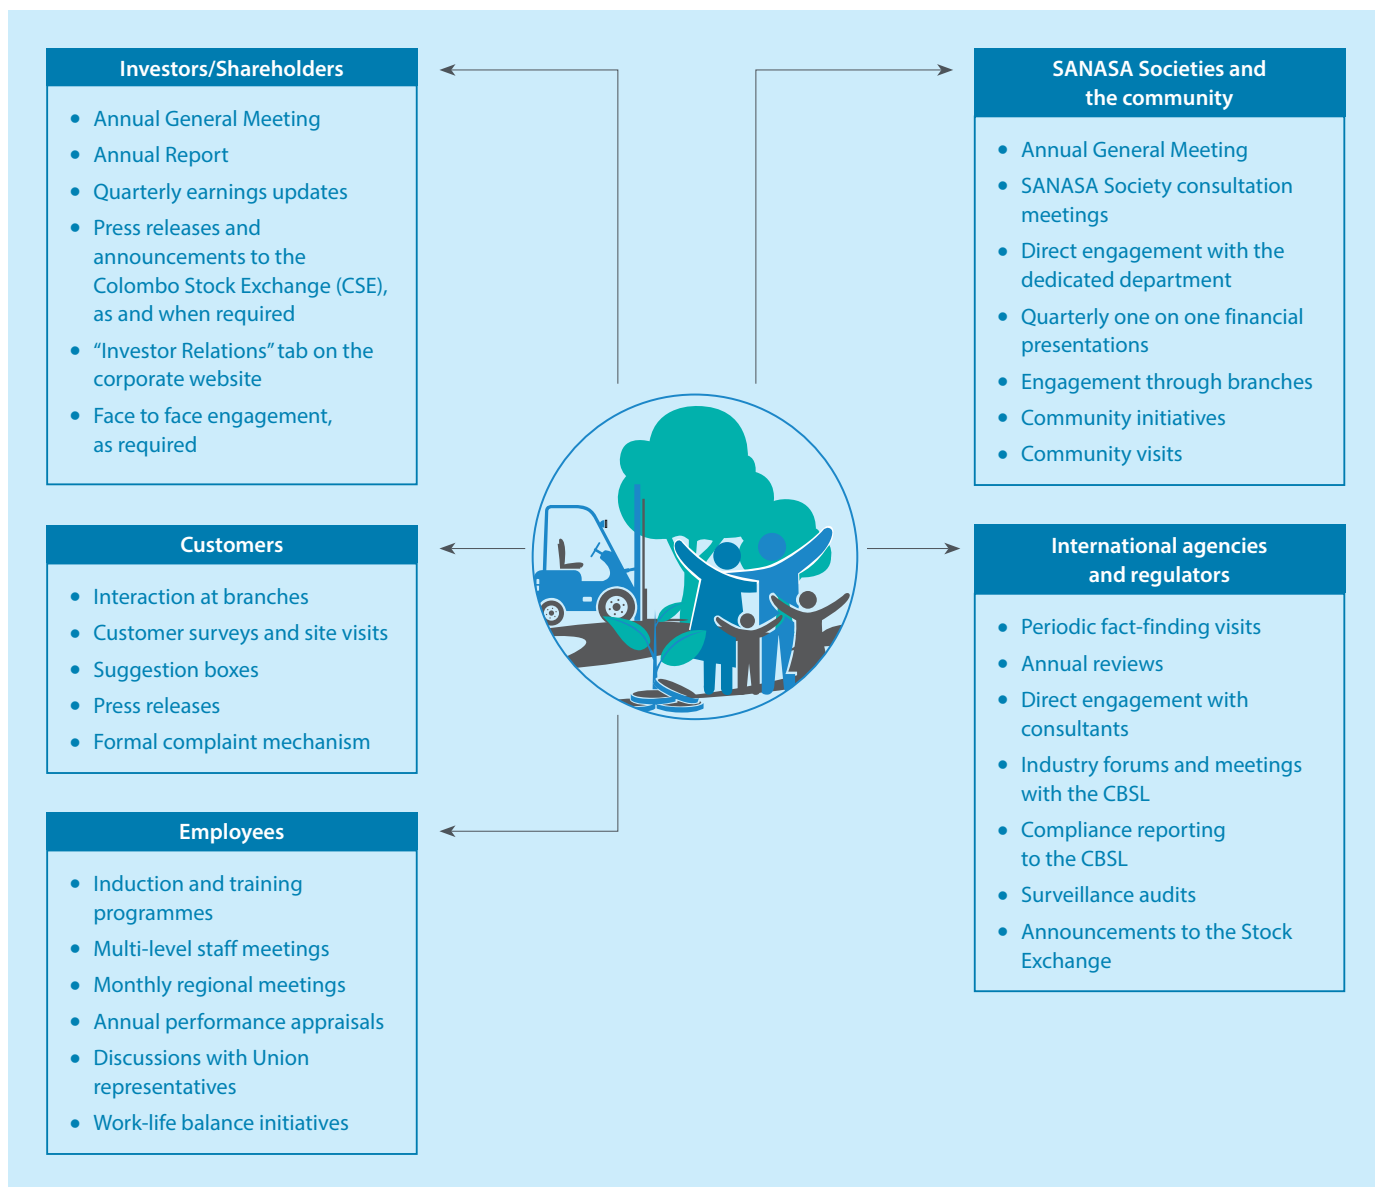 Investors/Shareholders
• Annual General Meeting
• Annual Report
• Quarterly earnings updates
• Press releases and
announcements to the
Colombo Stock Exchange (CSE),
as and when required
• “Investor Relations” tab on the
corporate website
• Face to face engagement,
as required
Customers
• Interaction at branches
• Customer surveys and site visits
• Suggestion boxes
• Press releases
• Formal complaint mechanism
Employees
• Induction and training
programmes
• Multi-level staff meetings
• Monthly regional meetings
• Annual performance appraisals
• Discussions with Union
representatives
• Work-life balance initiatives
SANASA Societies and
the community
• Annual General Meeting
• SANASA Society consultation
meetings
• Direct engagement with the
dedicated department
• Quarterly one on one financial
presentations
• Engagement through branches
• Community initiatives
• Community visits
International agencies
and regulators
• Periodic fact-finding visits
• Annual reviews
• Direct engagement with
consultants
• Industry forums and meetings
with the CBSL
• Compliance reporting
to the CBSL
• Surveillance audits
• Announcements to the Stock
Exchange